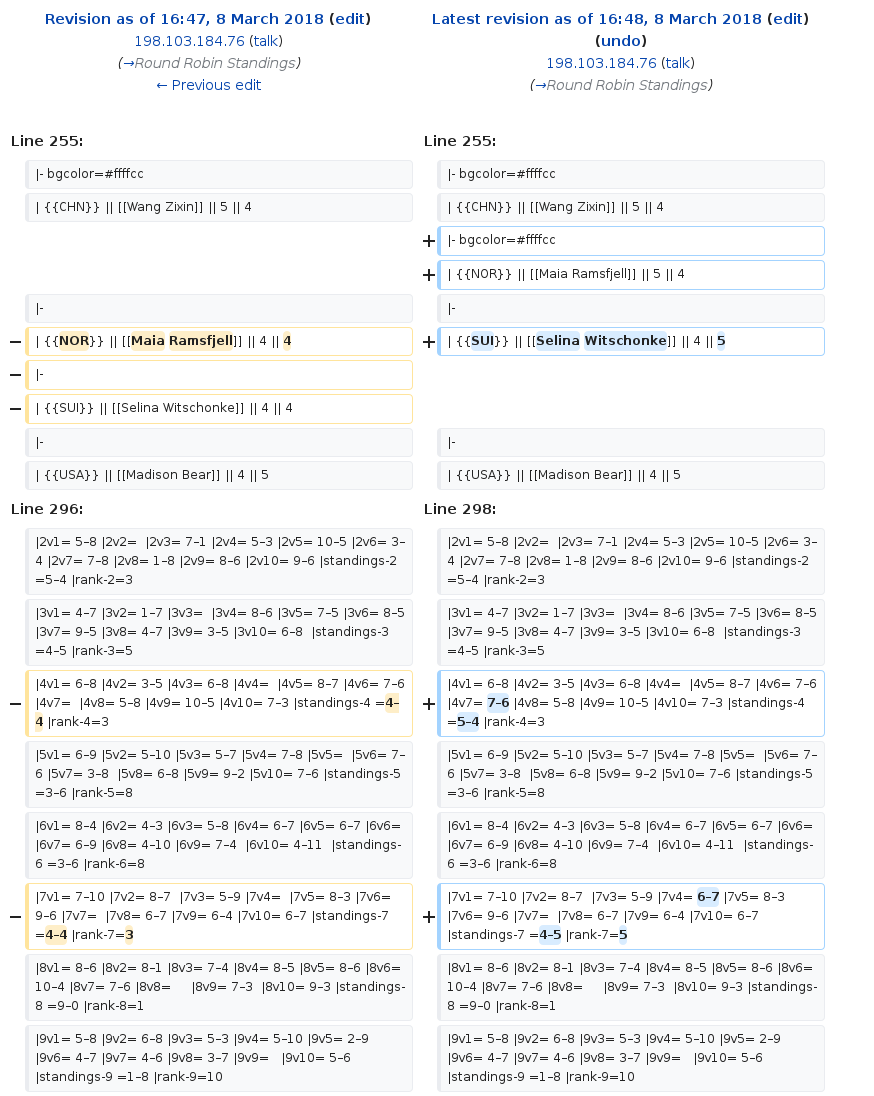 Revision as of 16:47, 8 March 2018 (edit)
198.103.184.76 (talk)
(→Round Robin Standings)
← Previous edit
Latest revision as of 16:48, 8 March 2018 (edit)
(undo)
198.103.184.76 (talk)
(→Round Robin Standings)
Line 255:
Line 255:
|- bgcolor=#ffffcc
|- bgcolor=#ffffcc
| {{CHN}} || [[Wang Zixin]] || 5 || 4
| {{CHN}} || [[Wang Zixin]] || 5 || 4
+ |- bgcolor=#ffffcc
+ | {{NOR}} || [[Maia Ramsfjell]] || 5 || 4
|-
|-
− | {{NOR}} || [[Maia Ramsfjell]] || 4 || 4
+ | {{SUI}} || [[Selina Witschonke]] || 4 || 5
− |-
− | {{SUI}} || [[Selina Witschonke]] || 4 || 4
|-
|-
| {{USA}} || [[Madison Bear]] || 4 || 5
| {{USA}} || [[Madison Bear]] || 4 || 5
Line 296:
Line 298:
|2v1= 5–8 |2v2=  |2v3= 7–1 |2v4= 5–3 |2v5= 10–5 |2v6= 3–
4 |2v7= 7–8 |2v8= 1–8 |2v9= 8–6 |2v10= 9–6 |standings-2
=5–4 |rank-2=3
|2v1= 5–8 |2v2=  |2v3= 7–1 |2v4= 5–3 |2v5= 10–5 |2v6= 3–
4 |2v7= 7–8 |2v8= 1–8 |2v9= 8–6 |2v10= 9–6 |standings-2
=5–4 |rank-2=3
|3v1= 4–7 |3v2= 1–7 |3v3=  |3v4= 8–6 |3v5= 7–5 |3v6= 8–5
|3v7= 9–5 |3v8= 4–7 |3v9= 3–5 |3v10= 6–8  |standings-3
=4–5 |rank-3=5
|3v1= 4–7 |3v2= 1–7 |3v3=  |3v4= 8–6 |3v5= 7–5 |3v6= 8–5
|3v7= 9–5 |3v8= 4–7 |3v9= 3–5 |3v10= 6–8  |standings-3
=4–5 |rank-3=5
− |4v1= 6–8 |4v2= 3–5 |4v3= 6–8 |4v4=  |4v5= 8–7 |4v6= 7–6
|4v7=  |4v8= 5–8 |4v9= 10–5 |4v10= 7–3 |standings-4 =4–
4 |rank-4=3
+ |4v1= 6–8 |4v2= 3–5 |4v3= 6–8 |4v4=  |4v5= 8–7 |4v6= 7–6
|4v7= 7–6 |4v8= 5–8 |4v9= 10–5 |4v10= 7–3 |standings-4
=5–4 |rank-4=3
|5v1= 6–9 |5v2= 5–10 |5v3= 5–7 |5v4= 7–8 |5v5=  |5v6= 7–
6 |5v7= 3–8  |5v8= 6–8 |5v9= 9–2 |5v10= 7–6 |standings-5
=3–6 |rank-5=8
|5v1= 6–9 |5v2= 5–10 |5v3= 5–7 |5v4= 7–8 |5v5=  |5v6= 7–
6 |5v7= 3–8  |5v8= 6–8 |5v9= 9–2 |5v10= 7–6 |standings-5
=3–6 |rank-5=8
|6v1= 8–4 |6v2= 4–3 |6v3= 5–8 |6v4= 6–7 |6v5= 6–7 |6v6=
|6v7= 6–9 |6v8= 4–10 |6v9= 7–4  |6v10= 4–11  |standings-
6 =3–6 |rank-6=8
|6v1= 8–4 |6v2= 4–3 |6v3= 5–8 |6v4= 6–7 |6v5= 6–7 |6v6=
|6v7= 6–9 |6v8= 4–10 |6v9= 7–4  |6v10= 4–11  |standings-
6 =3–6 |rank-6=8
− |7v1= 7–10 |7v2= 8–7  |7v3= 5–9 |7v4=  |7v5= 8–3 |7v6=
9–6 |7v7=  |7v8= 6–7 |7v9= 6–4 |7v10= 6–7 |standings-7
=4–4 |rank-7=3
+ |7v1= 7–10 |7v2= 8–7  |7v3= 5–9 |7v4= 6–7 |7v5= 8–3
|7v6= 9–6 |7v7=  |7v8= 6–7 |7v9= 6–4 |7v10= 6–7
|standings-7 =4–5 |rank-7=5
|8v1= 8–6 |8v2= 8–1 |8v3= 7–4 |8v4= 8–5 |8v5= 8–6 |8v6=
10–4 |8v7= 7–6 |8v8=     |8v9= 7–3  |8v10= 9–3 |standings-
8 =9–0 |rank-8=1
|8v1= 8–6 |8v2= 8–1 |8v3= 7–4 |8v4= 8–5 |8v5= 8–6 |8v6=
10–4 |8v7= 7–6 |8v8=     |8v9= 7–3  |8v10= 9–3 |standings-
8 =9–0 |rank-8=1
|9v1= 5–8 |9v2= 6–8 |9v3= 5–3 |9v4= 5–10 |9v5= 2–9
|9v6= 4–7 |9v7= 4–6 |9v8= 3–7 |9v9=   |9v10= 5–6
|standings-9 =1–8 |rank-9=10
|9v1= 5–8 |9v2= 6–8 |9v3= 5–3 |9v4= 5–10 |9v5= 2–9
|9v6= 4–7 |9v7= 4–6 |9v8= 3–7 |9v9=   |9v10= 5–6
|standings-9 =1–8 |rank-9=10